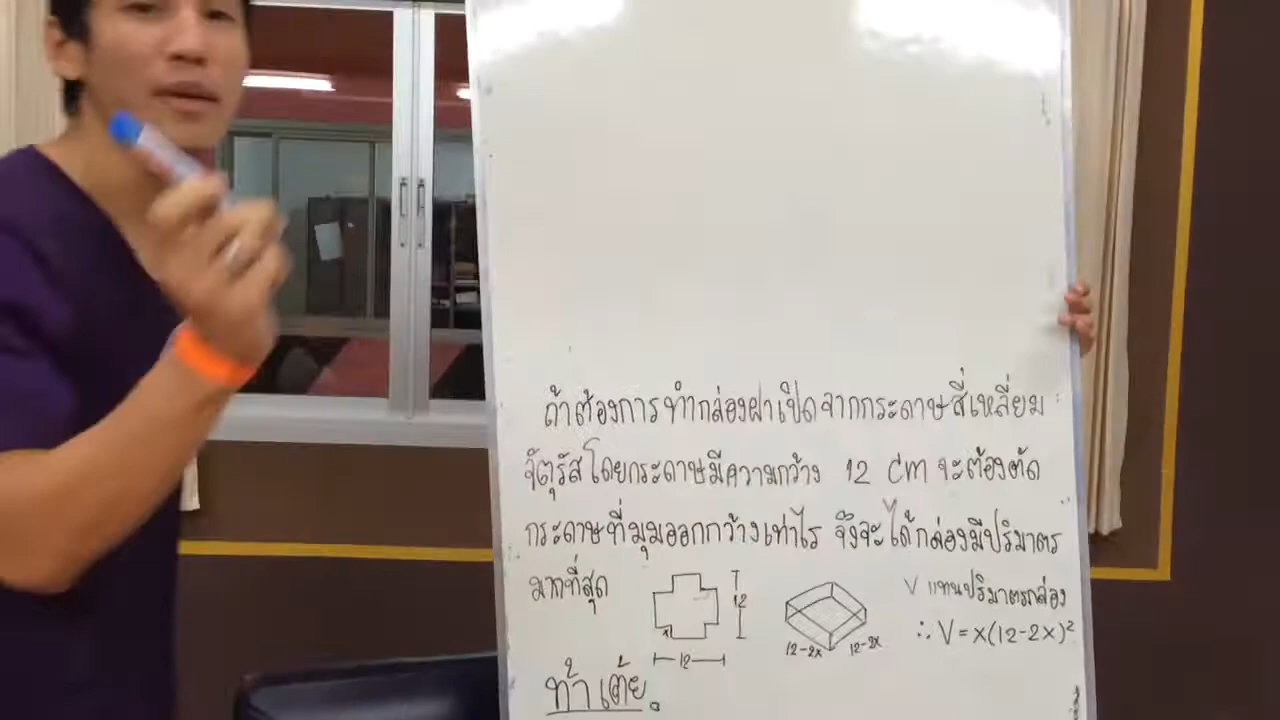 ถ้าต้องการทำกล่องฝาเปิดจากกระดาษสี่เหลี่ยม
จัตุรัสโดยกระดาษมีความกว้าง 12 cm จะต้องตัด
กระดาษที่มุมออกกว้างเท่าไร จึงจะได้กล่องมีปริมาตร
มากที่สุด
V แทนปริมาตรกล่อง
12
x
12-2x 12-2x
∴ V = x(12-2x)²
12
ท้าเต้ย